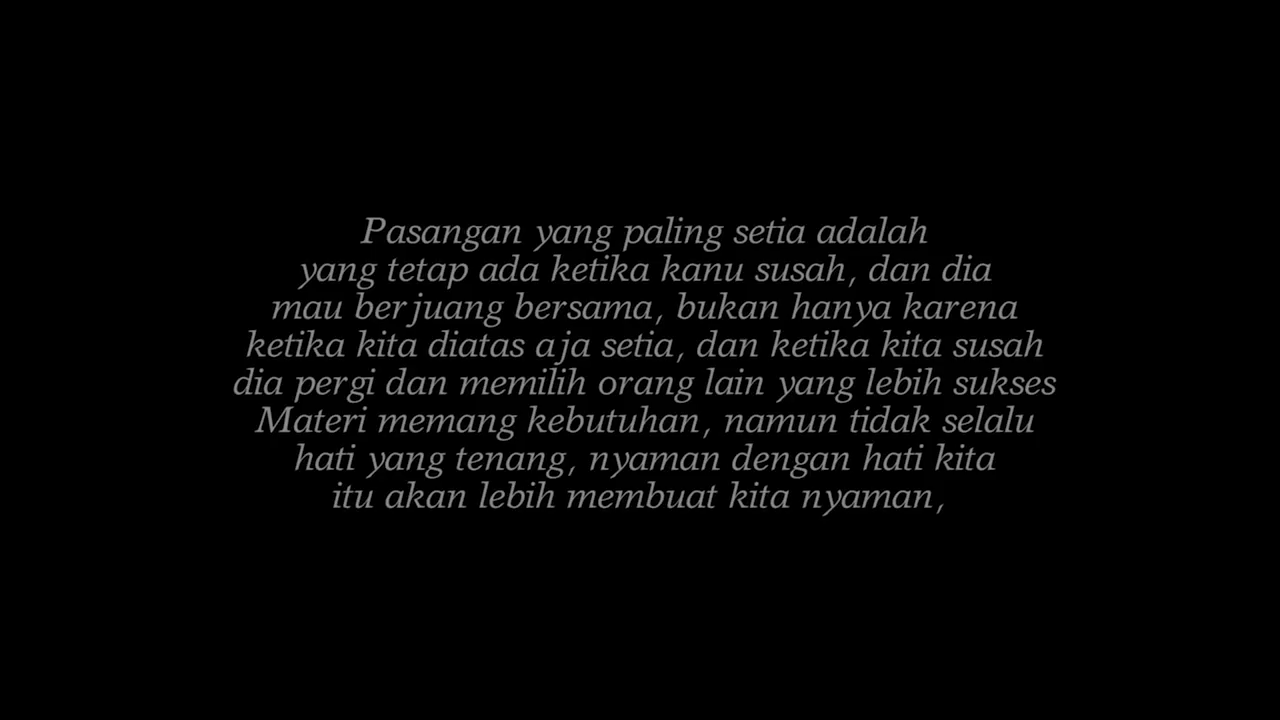 Pasangan yang paling setia adalah
yang tetap ada ketika kanu susah, dan dia
mau berjuang bersama, bukan hanya karena
ketika kita diatas aja setia, dan ketika kita susah
dia pergi dan memilih orang lain yang lebih sukses
Materi memang kebutuhan, namun tidak selalu
hati yang tenang, nyaman dengan hati kita
itu akan lebih membuat kita nyaman,